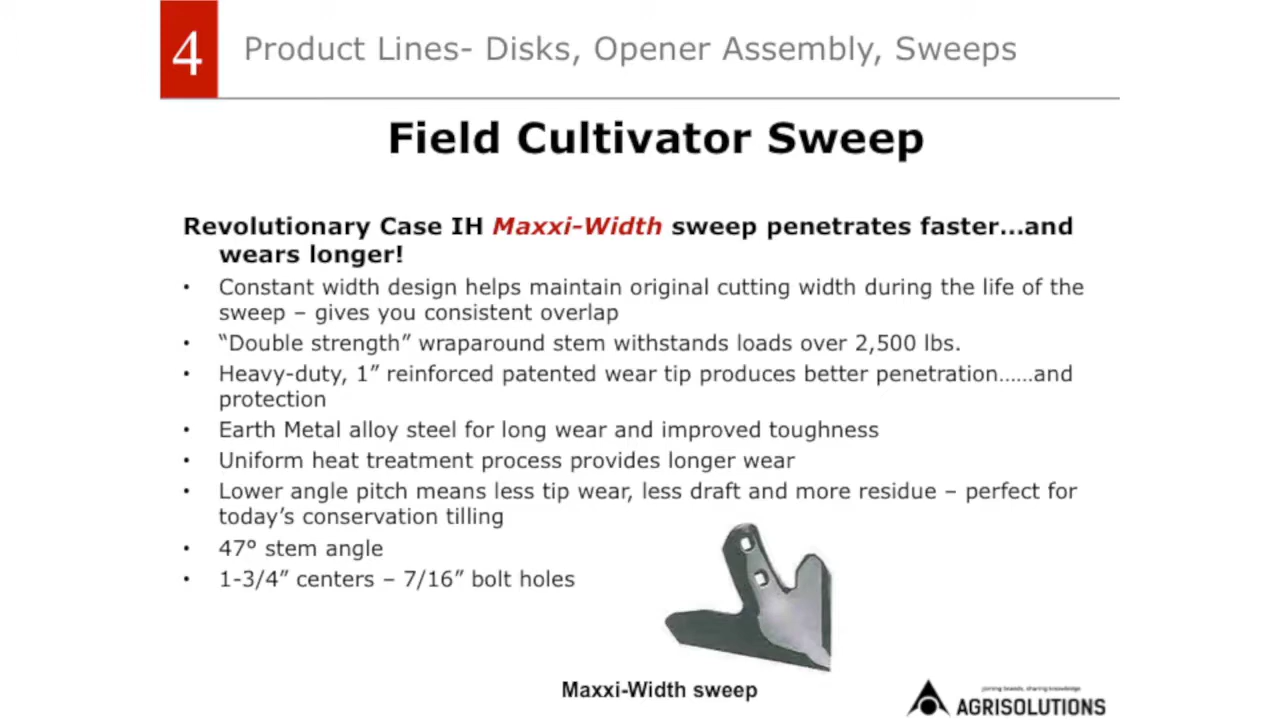 4
Product Lines- Disks, Opener Assembly, Sweeps
Field Cultivator Sweep
Revolutionary Case IH Maxxi-Width sweep penetrates faster...and
wears longer!
• Constant width design helps maintain original cutting width during the life of the
sweep – gives you consistent overlap
• “Double strength” wraparound stem withstands loads over 2,500 lbs.
• Heavy-duty, 1” reinforced patented wear tip produces better penetration……and
protection
• Earth Metal alloy steel for long wear and improved toughness
• Uniform heat treatment process provides longer wear
• Lower angle pitch means less tip wear, less draft and more residue – perfect for
today’s conservation tilling
• 47° stem angle
• 1-3/4” centers – 7/16” bolt holes
Maxxi-Width sweep
joining brands, sharing knowledge
AGRISOLUTIONS